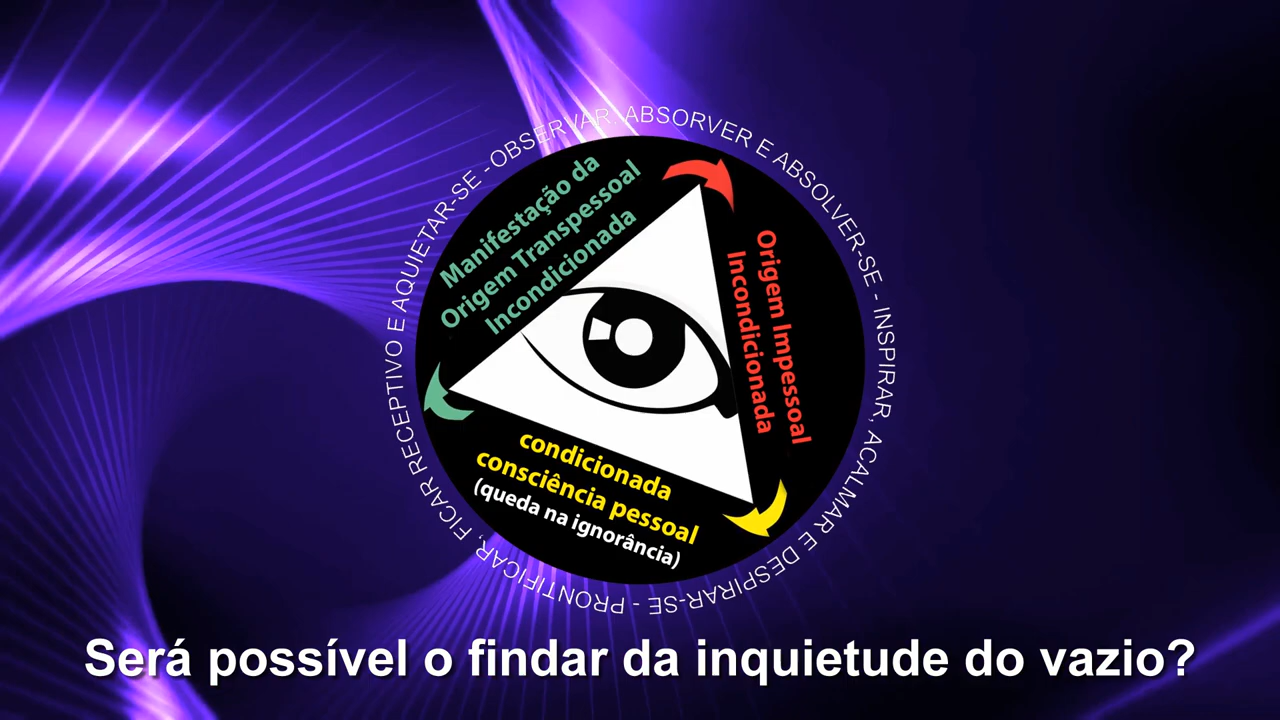 OBSERVAR, ABSORVER E ABSOLVER-SE - INSPIRAR, ACALMAR E DESPIRAR-SE - PRONTIFICAR, FICAR RECEPTIVO E AQUIETAR-SE -
Manifestação da
Origem Transpessoal
Incondicionada
Origem Impessoal
Incondicionada
condicionada
consciência pessoal
(queda na ignorância)
Será possível o findar da inquietude do vazio?